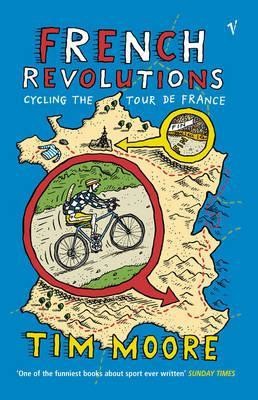 FRENCH
REVOLUTIONS
CYCLING THE TOUR DE FRANCE
TIM MOORE
'One of the funniest books about sport ever written' SUNDAY TIMES